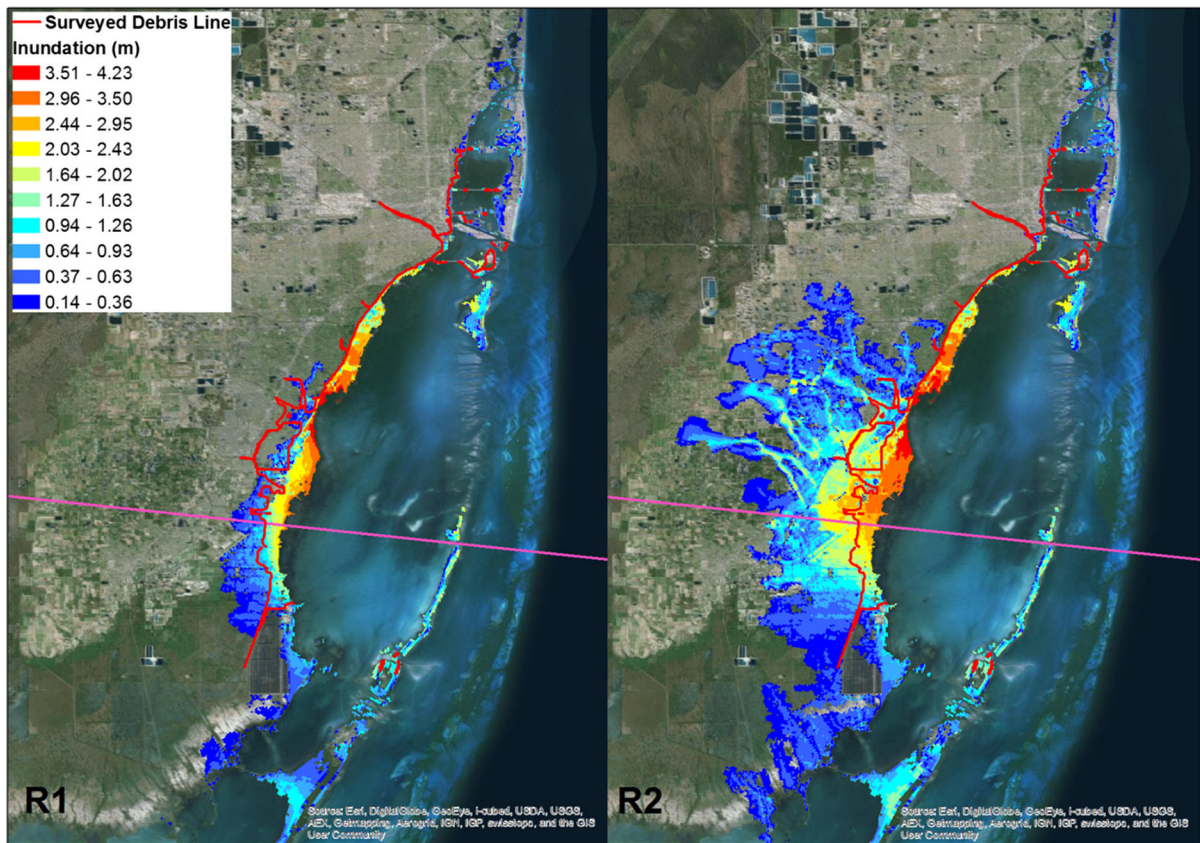 Surveyed Debris Line
Inundation (m)
3.51 - 4.23
2.96 - 3.50
2.44 - 2.95
2.03 - 2.43
1.64 - 2.02
1.27 - 1.63
0.94 - 1.26
0.64 - 0.93
0.37 - 0.63
0.14 - 0.36
R1
Source: Esri, DigitalGlobe, GeoEye, i-cubed, USDA, USGS,
AEX, Getmapping, Aerogrid, IGN, IGP, swisstopo, and the GIS
User Community
R2
Source: Esri, DigitalGlobe, GeoEye, i-cubed, USDA, USGS,
AEX, Getmapping, Aerogrid, IGN, IGP, swisstopo, and the GIS
User Community